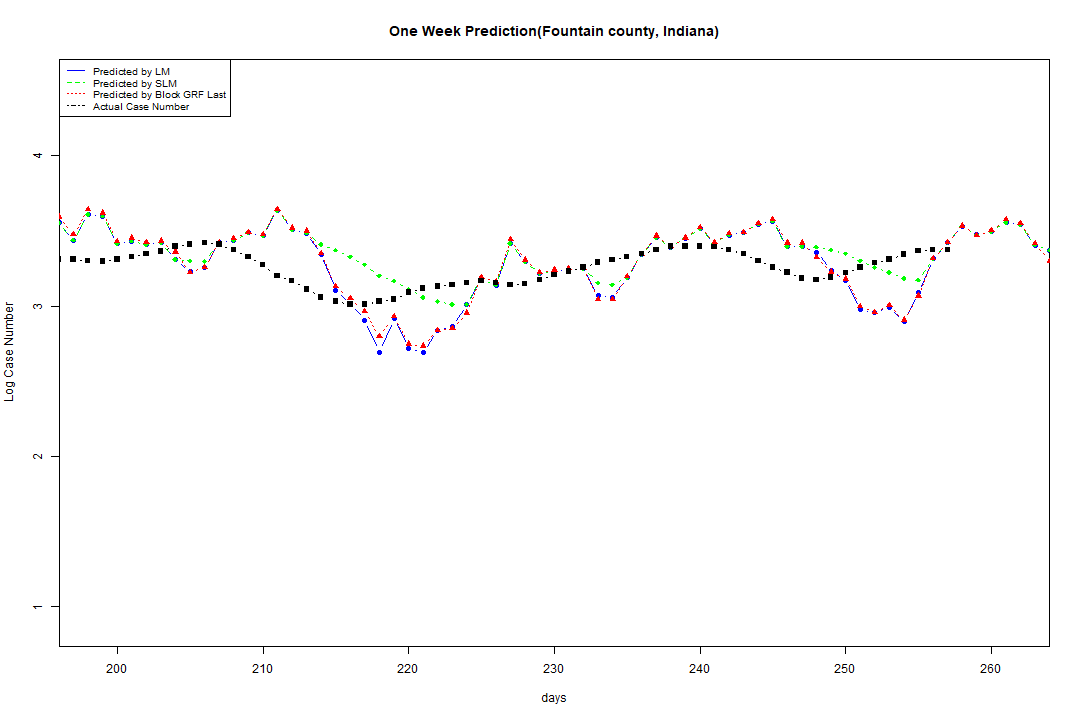 One Week Prediction(Fountain county, Indiana)
Predicted by LM
Predicted by SLM
Predicted by Block GRF Last
Actual Case Number
4
3
2
1
Log Case Number
200 210 220 230 240 250 260
days